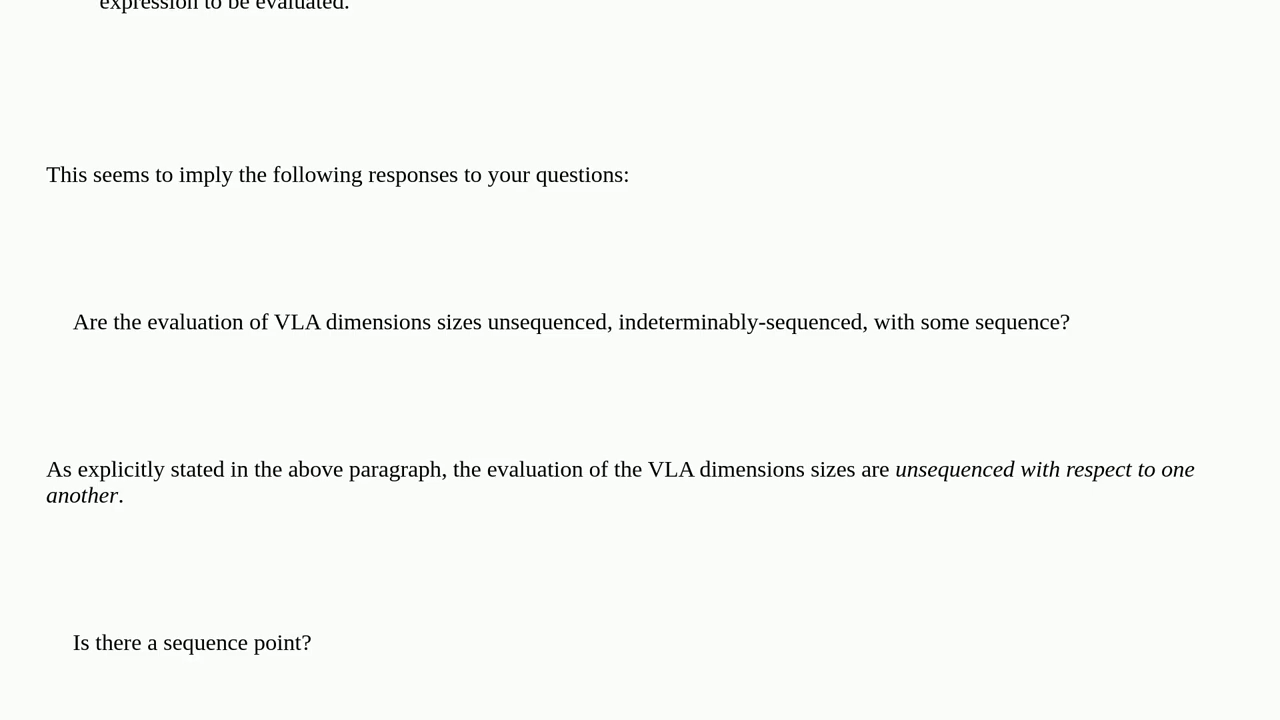 expression to be evaluated.
This seems to imply the following responses to your questions:
Are the evaluation of VLA dimensions sizes unsequenced, indeterminably-sequenced, with some sequence?
As explicitly stated in the above paragraph, the evaluation of the VLA dimensions sizes are unsequenced with respect to one
another.
Is there a sequence point?